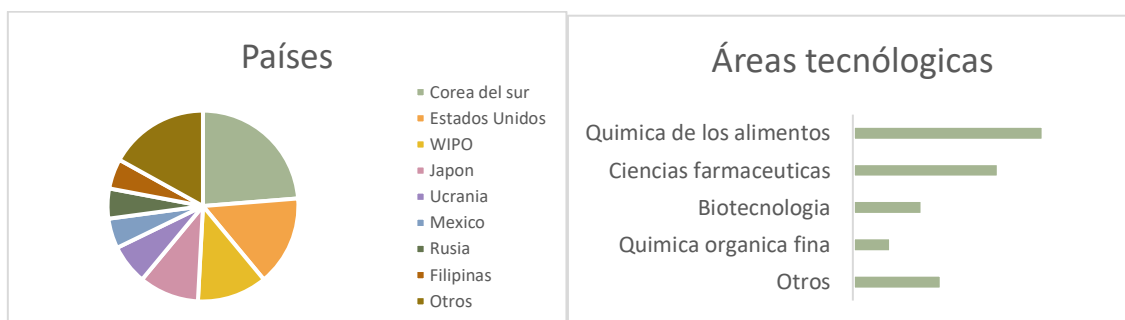 Países
Corea del sur
Estados Unidos
WIPO
Japon
Ucrania
Mexico
Rusia
Filipinas
Otros
Áreas tecnólogicas
Quimica de los alimentos
Ciencias farmaceuticas
Biotecnologia
Quimica organica fina
Otros